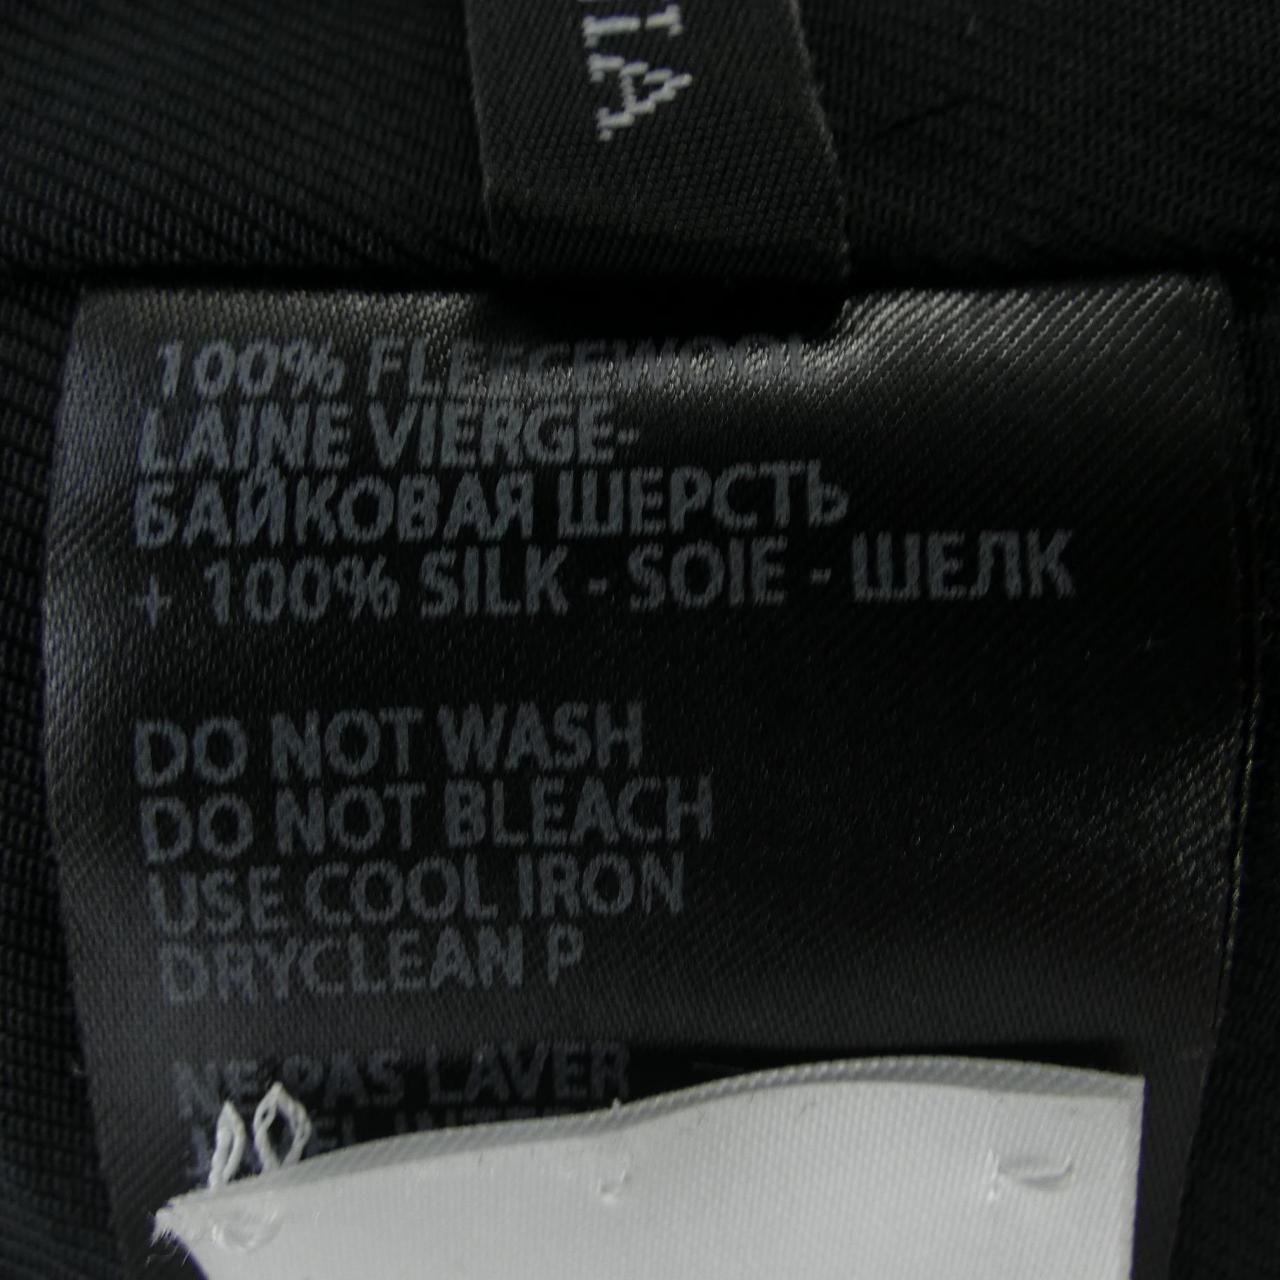 100% FLEECEWOOL
LAINE VIERGE-
БАЙКОВАЯ ШЕРСТЬ
+ 100% SILK - SOIE - ШЕЛК
DO NOT WASH
DO NOT BLEACH
USE COOL IRON
DRYCLEAN P
NE PAS LAVER